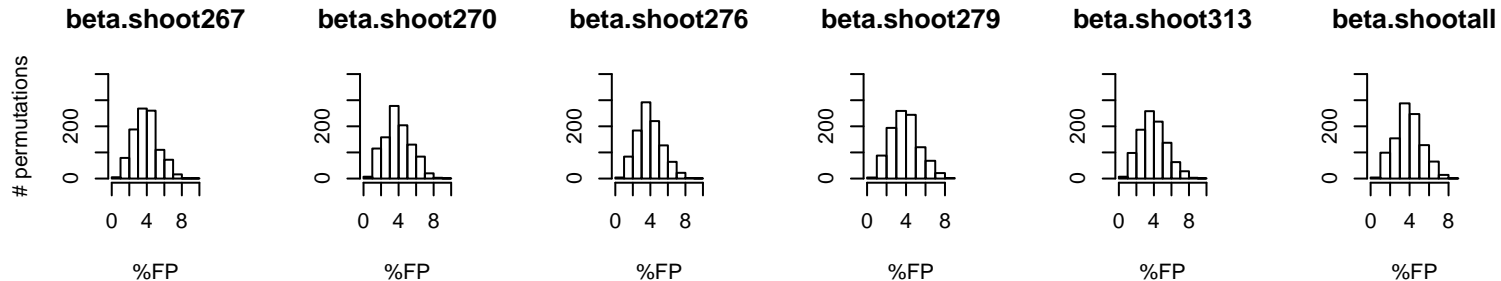 beta.shoot267 beta.shoot270 beta.shoot276 beta.shoot279 beta.shoot313 beta.shootall
# permutations
200 200 200 200 200 200
0 0 0 0 0 0
0 4 8 0 4 8 0 4 8 0 4 8 0 4 8 0 4 8
%FP %FP %FP %FP %FP %FP